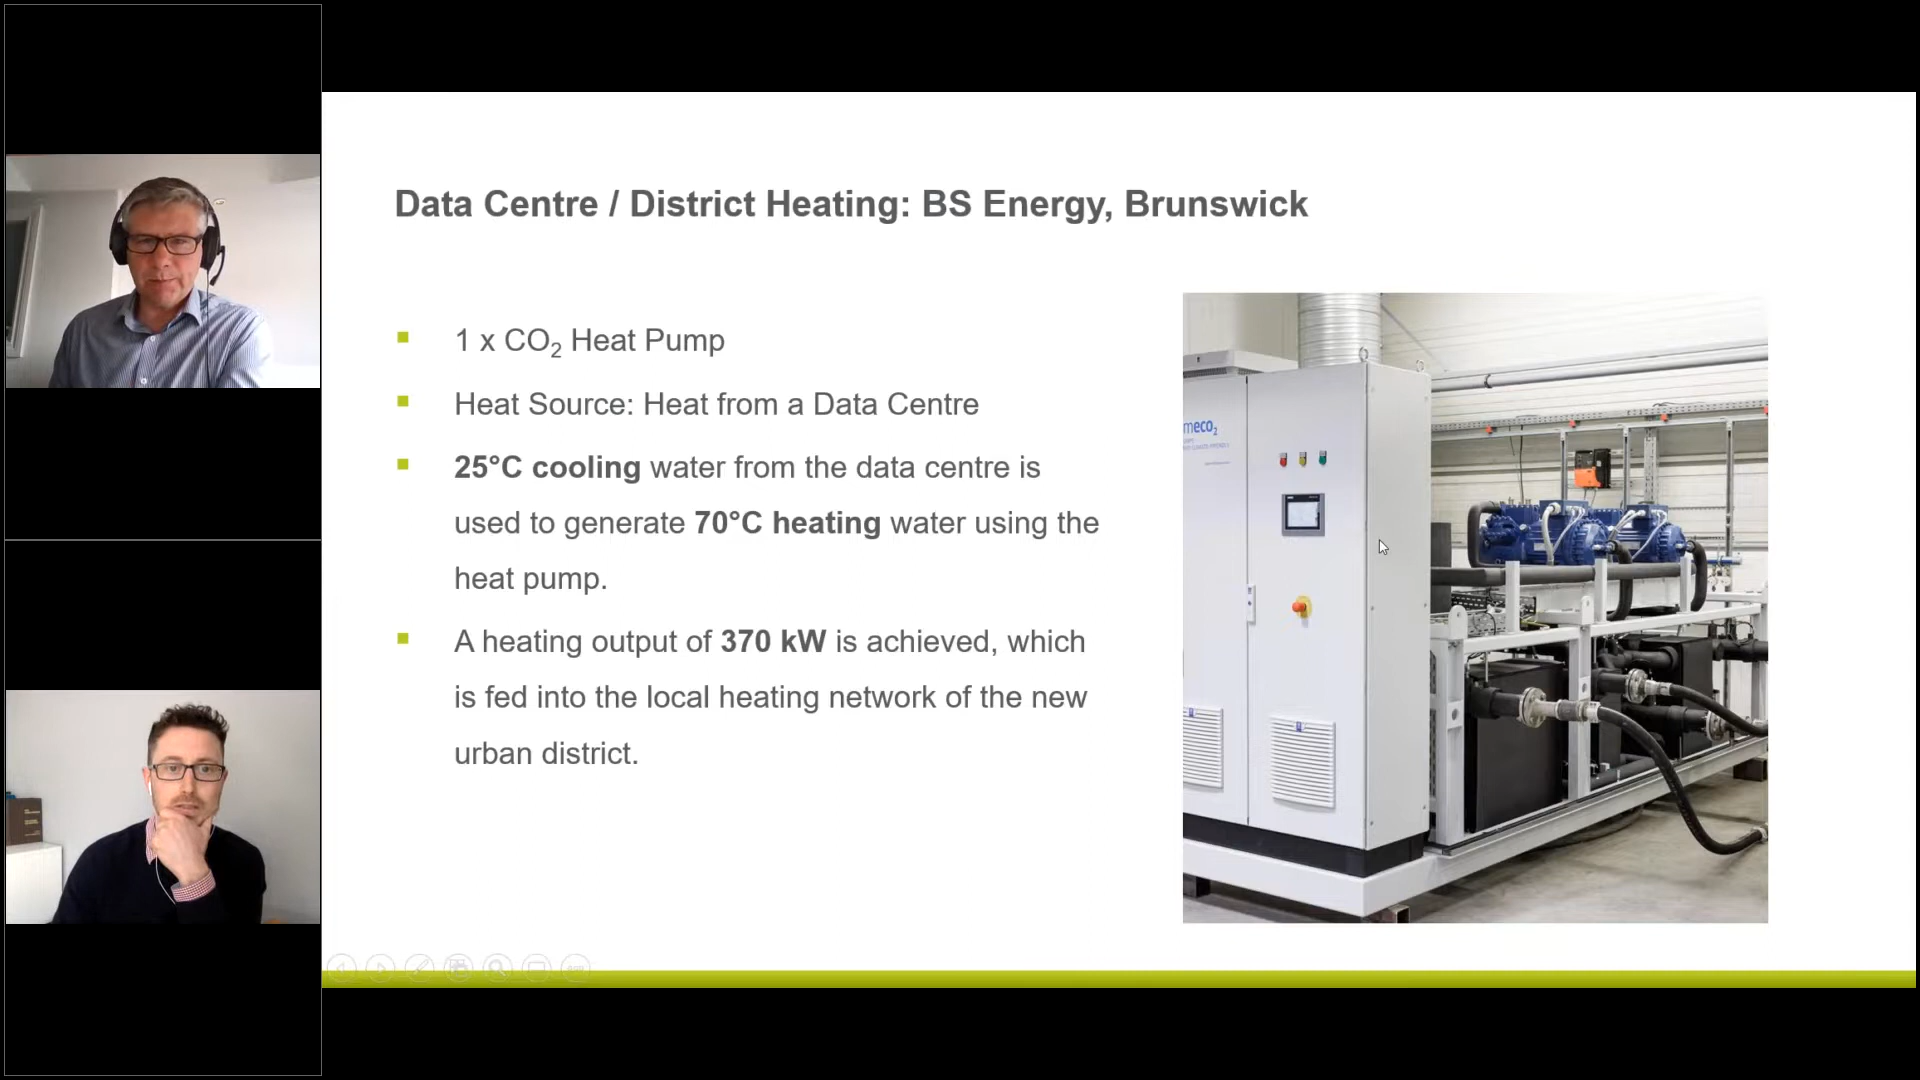 Data Centre / District Heating: BS Energy, Brunswick
1 x CO₂ Heat Pump
Heat Source: Heat from a Data Centre
25°C cooling water from the data centre is
used to generate 70°C heating water using the
heat pump.
A heating output of 370 kW is achieved, which
is fed into the local heating network of the new
urban district.
meco₂